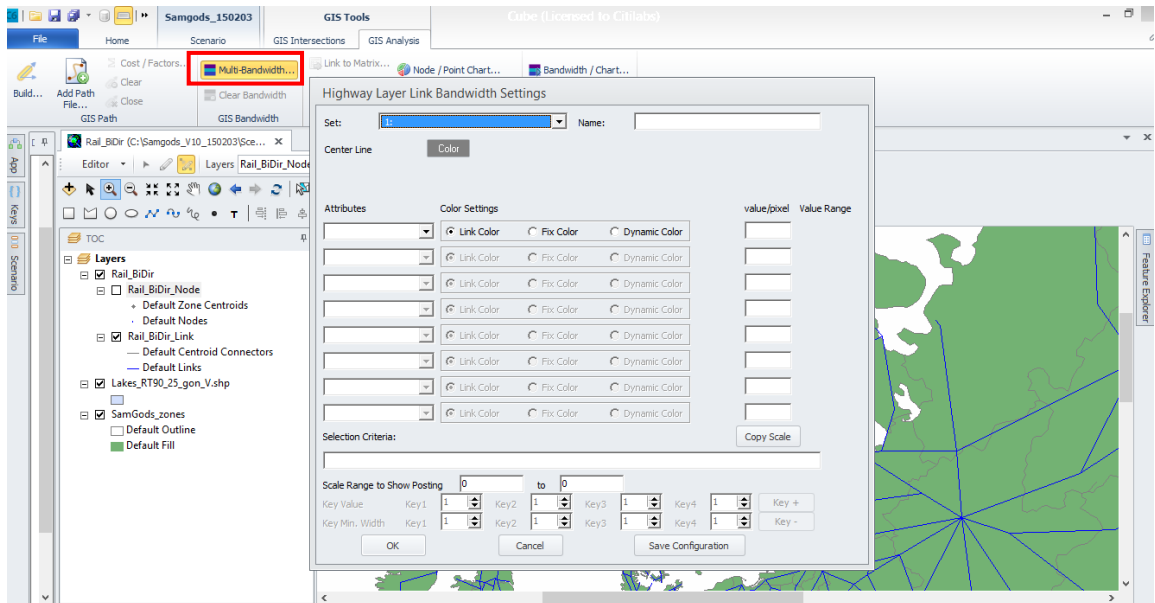 Samgods_150203 GIS Tools Cube (Licensed to Citilabs)
File Home Scenario GIS Intersections GIS Analysis
Build...
Add Path File...
Cost / Factors...
Clear
Close
GIS Path
Multi-Bandwidth...
Clear Bandwidth
GIS Bandwidth
Link to Matrix...
Node / Point Chart...
Bandwidth / Chart...
App
Keys
Scenario
Rail_BiDir (C:\Samgods_V10_150203\Sce...
Editor Layers Rail_BiDir_Node
T
TOC
Layers
Rail_BiDir
Rail_BiDir_Node
Default Zone Centroids
Default Nodes
Rail_BiDir_Link
Default Centroid Connectors
Default Links
Lakes_RT90_25_gon_V.shp
SamGods_zones
Default Outline
Default Fill
Highway Layer Link Bandwidth Settings
Set: 1: Name:
Center Line Color
Attributes Color Settings value/pixel Value Range
Link Color Fix Color Dynamic Color
Link Color Fix Color Dynamic Color
Link Color Fix Color Dynamic Color
Link Color Fix Color Dynamic Color
Link Color Fix Color Dynamic Color
Link Color Fix Color Dynamic Color
Link Color Fix Color Dynamic Color
Link Color Fix Color Dynamic Color
Selection Criteria: Copy Scale
Scale Range to Show Posting 0 to 0
Key Value Key1 1 Key2 1 Key3 1 Key4 1 Key +
Key Min. Width Key1 1 Key2 1 Key3 1 Key4 1 Key -
OK Cancel Save Configuration
Feature Explorer